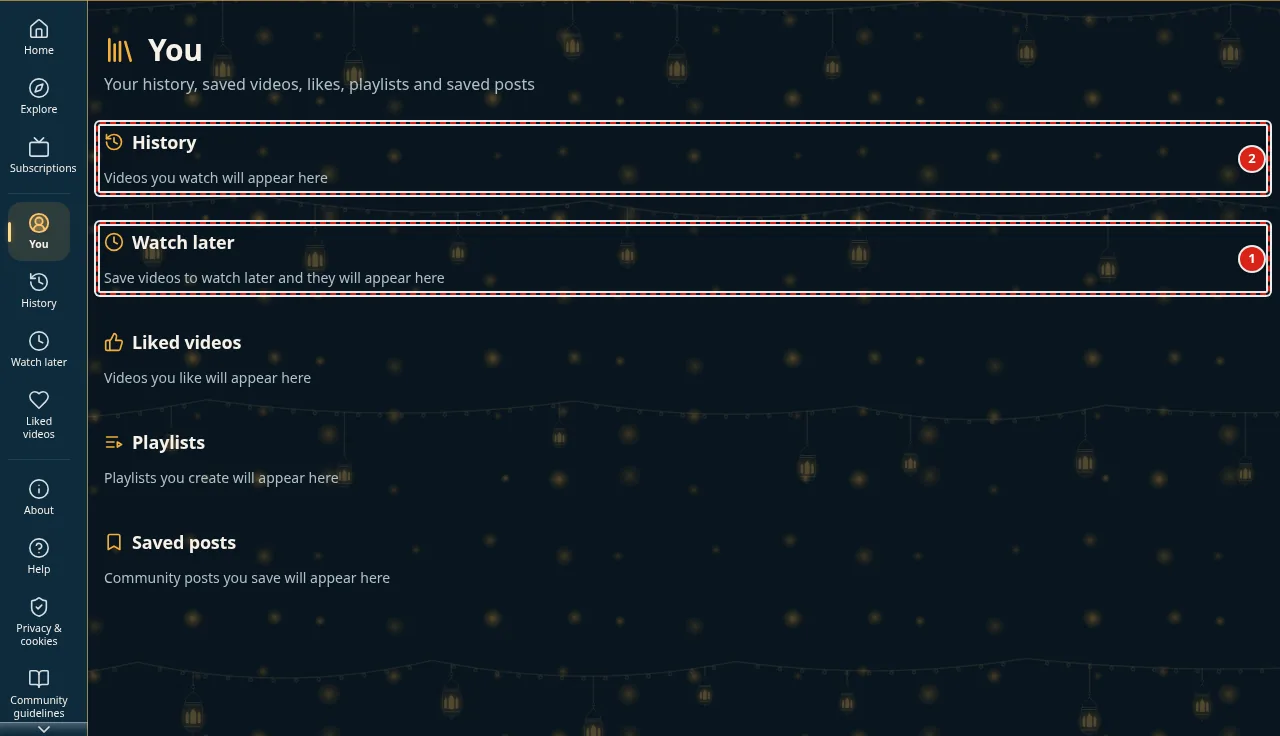 Home
Explore
Subscriptions
You
History
Watch later
Liked
videos
About
Help
Privacy &
cookies
Community
guidelines
You
Your history, saved videos, likes, playlists and saved posts
History
Videos you watch will appear here
2
Watch later
Save videos to watch later and they will appear here
1
Liked videos
Videos you like will appear here
Playlists
Playlists you create will appear here
Saved posts
Community posts you save will appear here